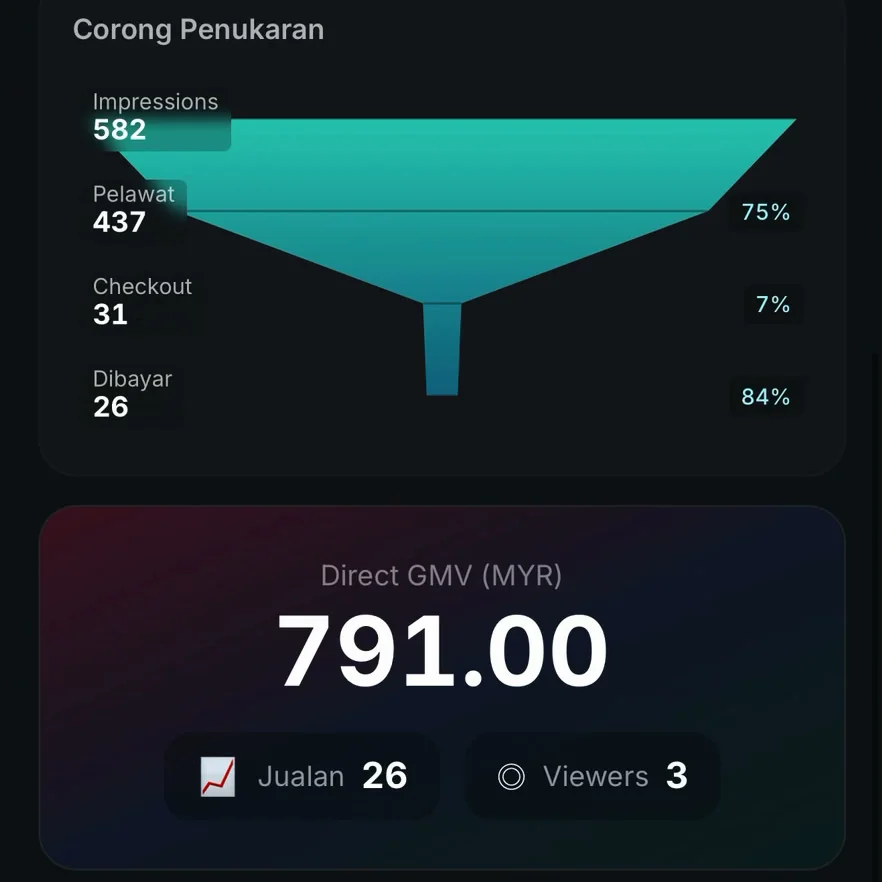 Corong Penukaran
Impressions
582
Pelawat
437
75%
Checkout
31
7%
Dibayar
26
84%
Direct GMV (MYR)
791.00
Jualan 26
Viewers 3